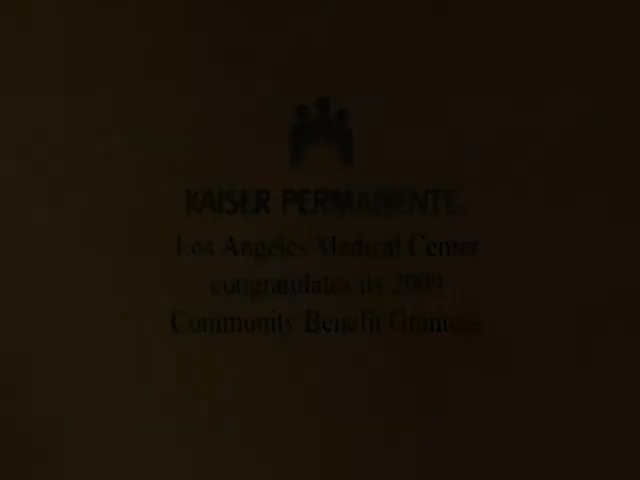 KAISER PERMANENTE.
Los Angeles Medical Center
congratulates its 2009
Community Benefit Grantees